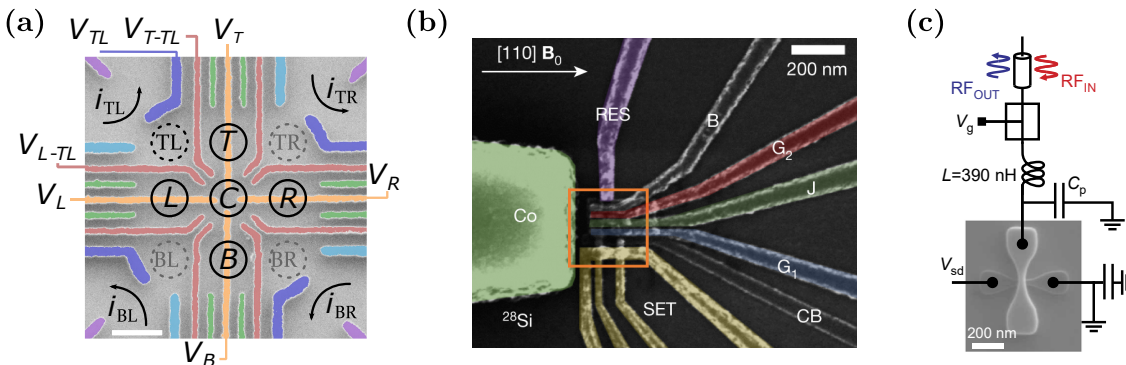 (a)
V_TL
V_T-TL
V_T
i_TL
i_TR
TL
T
TR
V_L-TL
V_L
L
C
R
V_R
BL
B
BR
i_BL
i_BR
V_B
(b)
[110] B_0
200 nm
RES
B
G_2
J
Co
G_1
SET
CB
^28Si
(c)
RF_OUT
RF_IN
V_g
L=390 nH
C_p
V_sd
200 nm